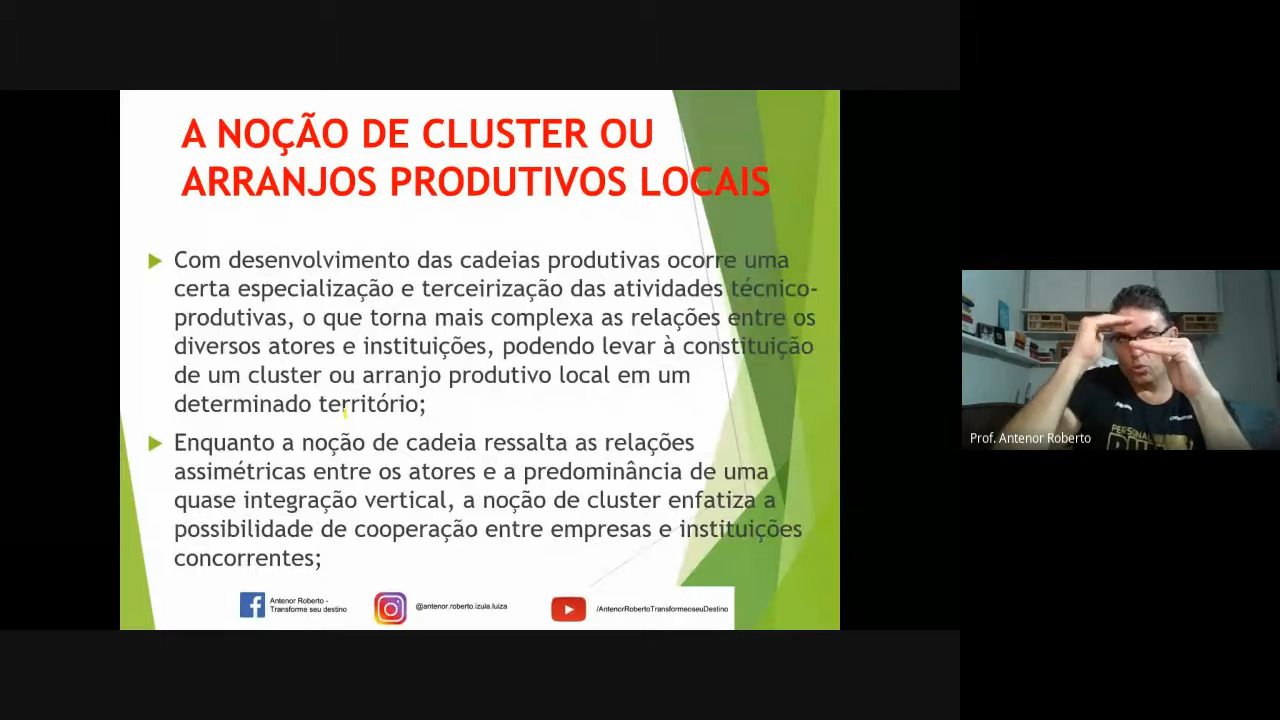 A NOÇÃO DE CLUSTER OU
ARRANJOS PRODUTIVOS LOCAIS
Com desenvolvimento das cadeias produtivas ocorre uma
certa especialização e terceirização das atividades técnico-
produtivas, o que torna mais complexa as relações entre os
diversos atores e instituições, podendo levar à constituição
de um cluster ou arranjo produtivo local em um
determinado território;
Enquanto a noção de cadeia ressalta as relações
assimétricas entre os atores e a predominância de uma
quase integração vertical, a noção de cluster enfatiza a
possibilidade de cooperação entre empresas e instituições
concorrentes;
Antenor Roberto -
Transforme seu destino
@antenor.roberto.izula.luiza
/AntenorRobertoTransformeoseuDestino
PERSONAL
Prof. Antenor Roberto